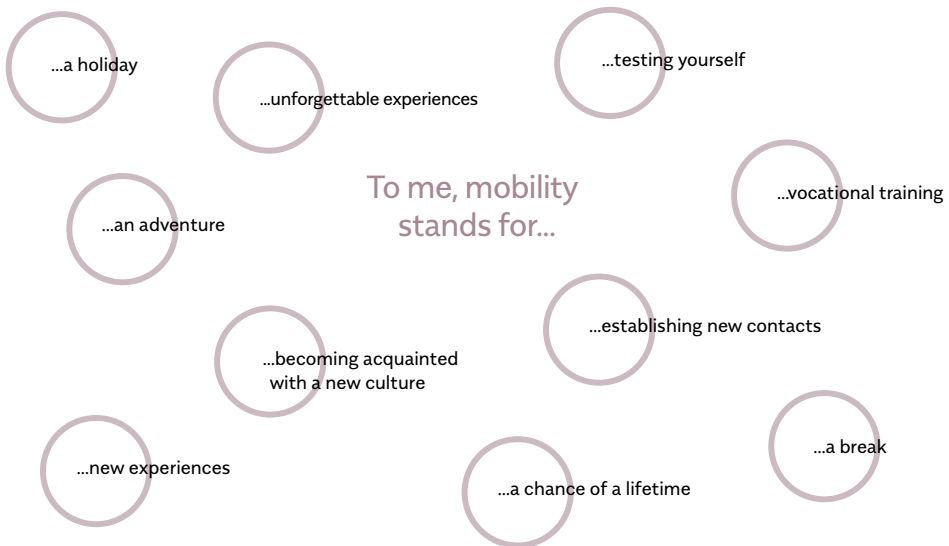 ...a holiday
...testing yourself
...unforgettable experiences
To me, mobility
stands for...
...vocational training
...an adventure
...establishing new contacts
...becoming acquainted
with a new culture
...a break
...new experiences
...a chance of a lifetime